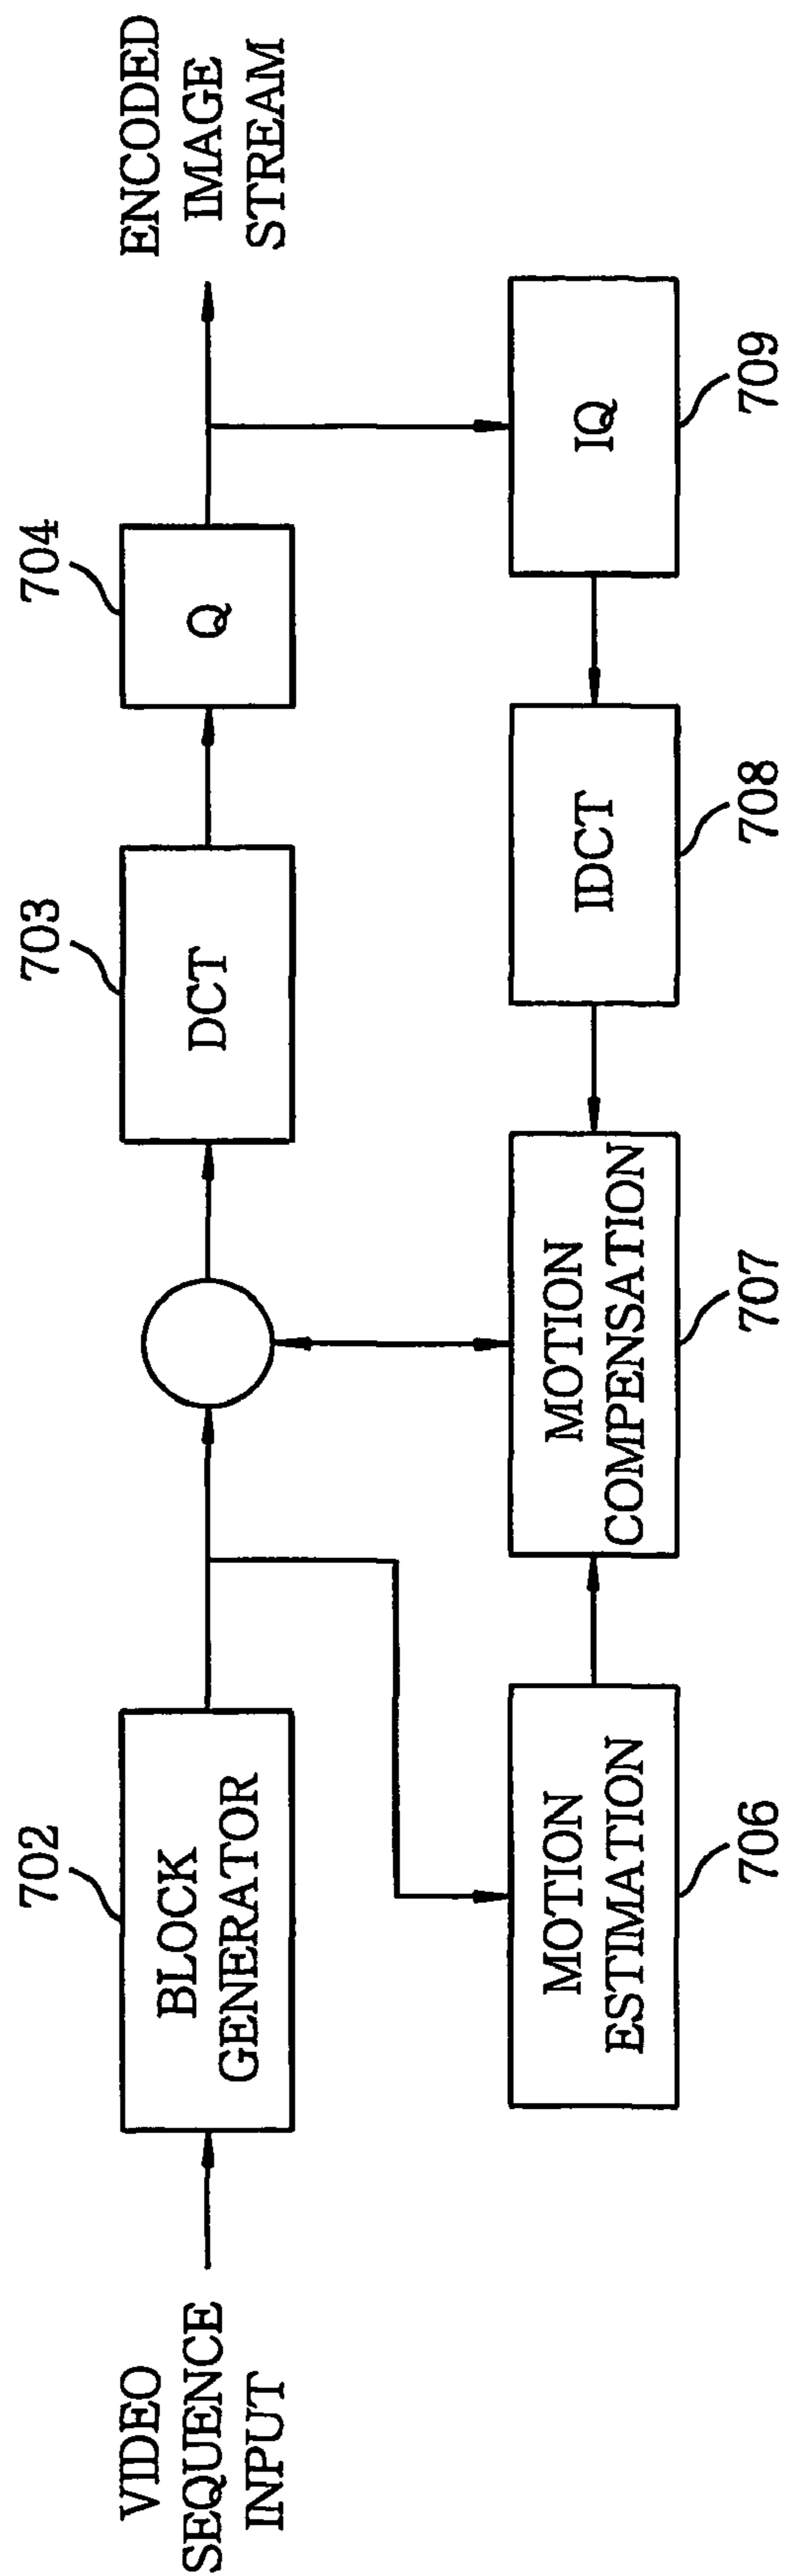 VIDEO
SEQUENCE
INPUT
702
BLOCK
GENERATOR
703
DCT
704
Q
ENCODED
IMAGE
STREAM
MOTION
ESTIMATION
706
MOTION
COMPENSATION
707
IDCT
708
IQ
709